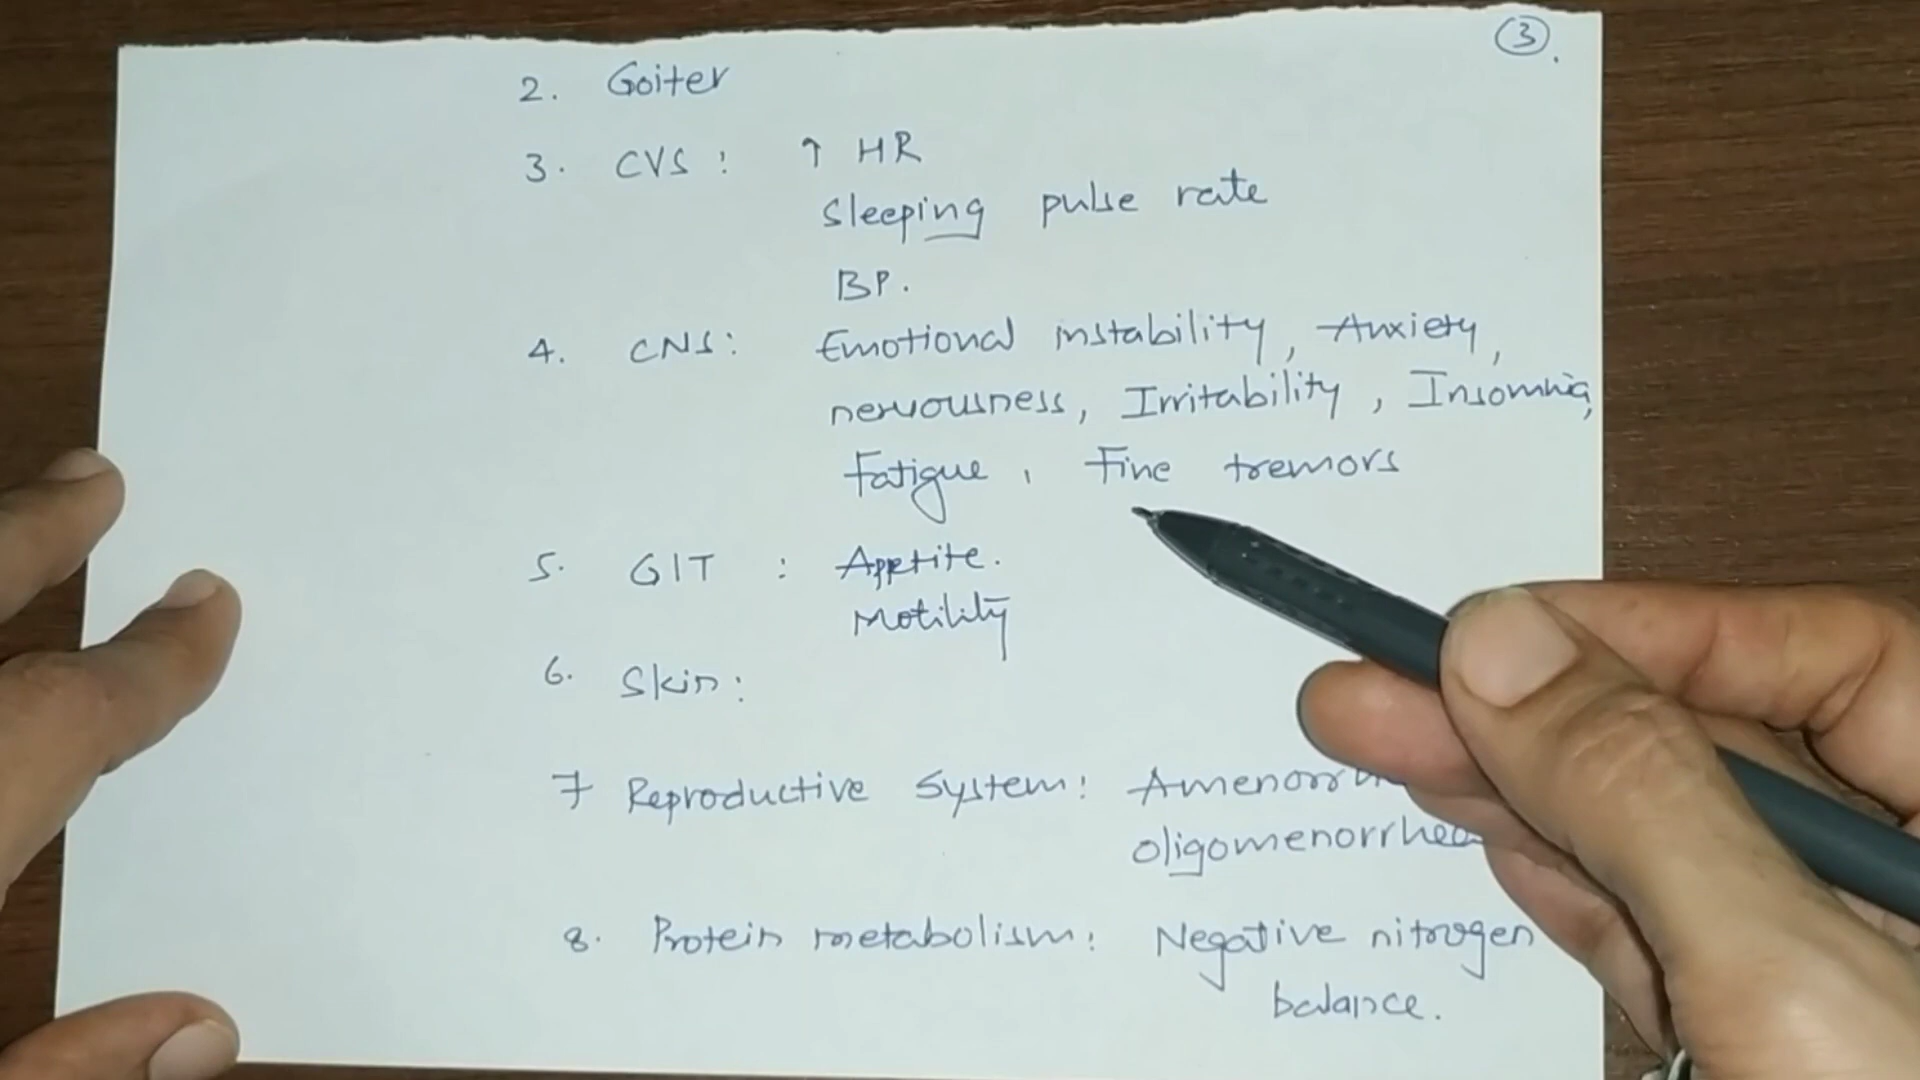 3.
2. Goiter
3. CVS: ↑ HR
Sleeping pulse rate
BP.
4. CNS: Emotional instability, Anxiety,
nervousness, Irritability, Insomnia,
Fatigue, Fine tremors
5. GIT : Appetite.
Motility
6. Skin:
7 Reproductive System:
oligomenorrhea
8. Protein metabolism: Negative nitrogen
balance.